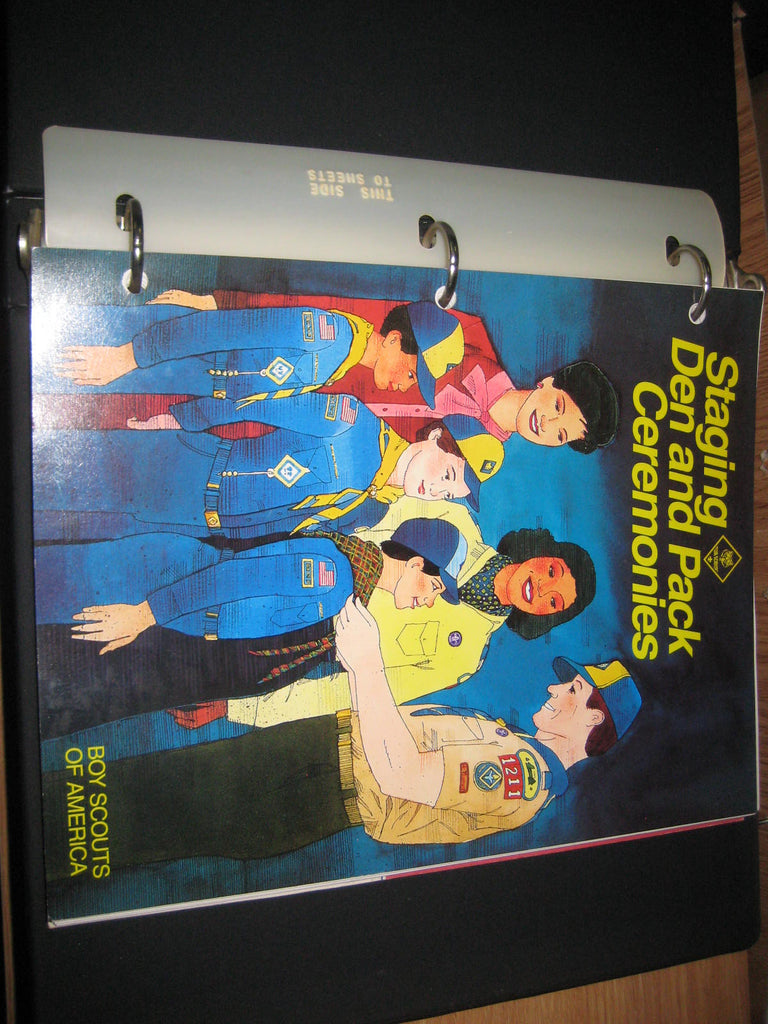 THIS SIDE
TO SHEETS
Staging
Den and Pack
Ceremonies
1211
BOY SCOUTS
OF AMERICA